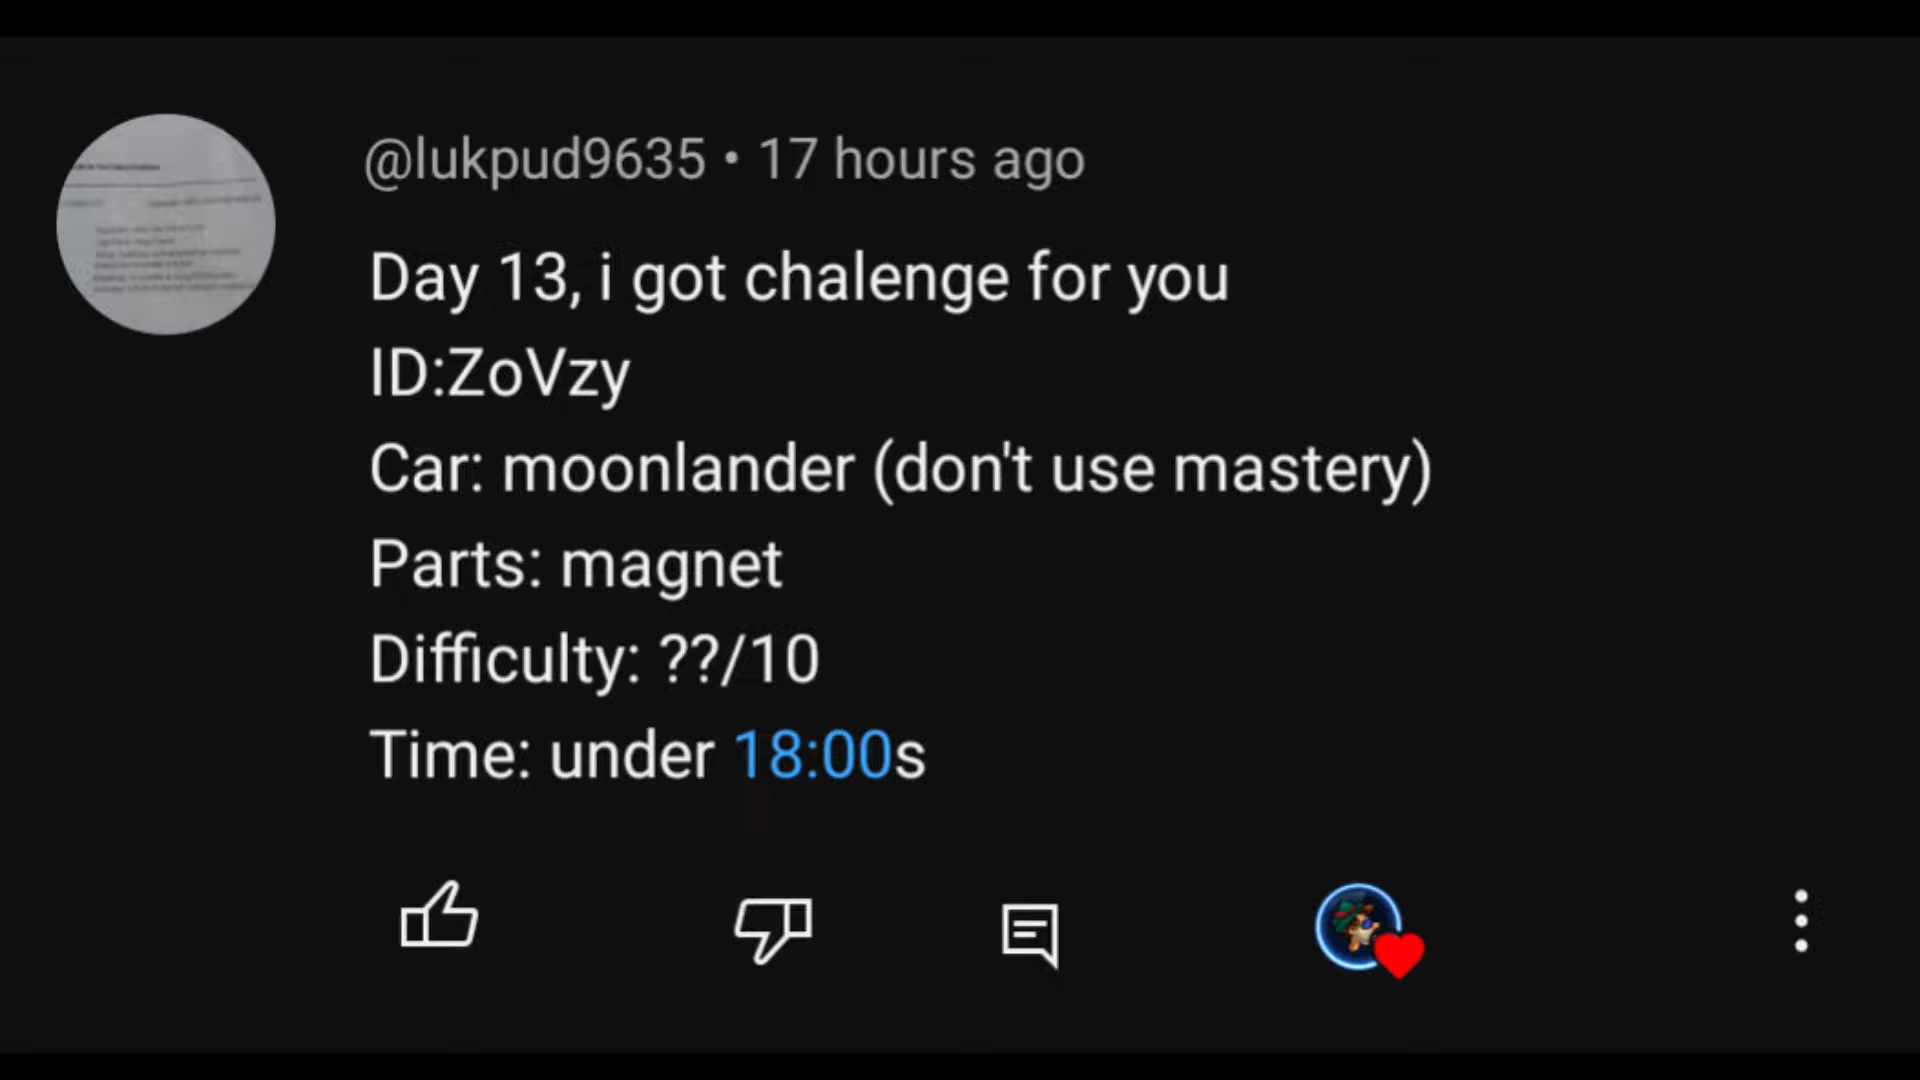 @lukpud9635 • 17 hours ago
Day 13, i got chalenge for you
ID:ZoVzy
Car: moonlander (don't use mastery)
Parts: magnet
Difficulty: ??/10
Time: under 18:00s